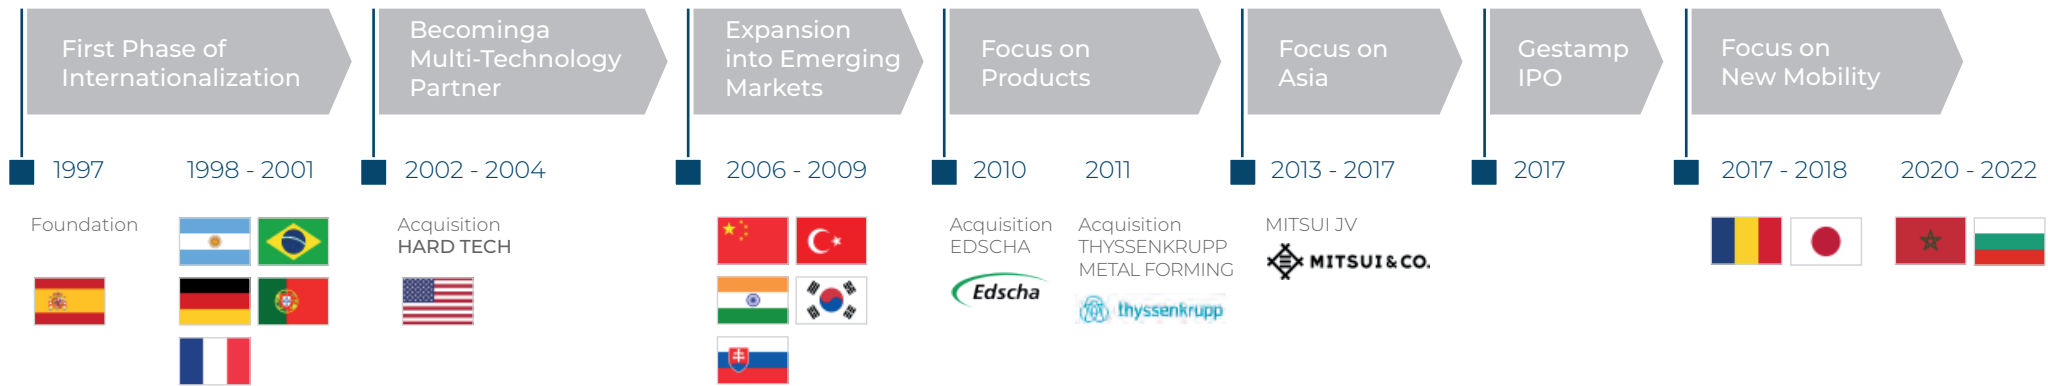 First Phase of
Internationalization
Becominga
Multi-Technology
Partner
Expansion
into Emerging
Markets
Focus on
Products
Focus on
Asia
Gestamp
IPO
Focus on
New Mobility
1997
1998 - 2001
2002 - 2004
2006 - 2009
2010
2011
2013 - 2017
2017
2017 - 2018
2020 - 2022
Foundation
Acquisition
HARD TECH
Acquisition
EDSCHA
Edscha
Acquisition
THYSSENKRUPP
METAL FORMING
thyssenkrupp
MITSUI JV
MITSUI & CO.